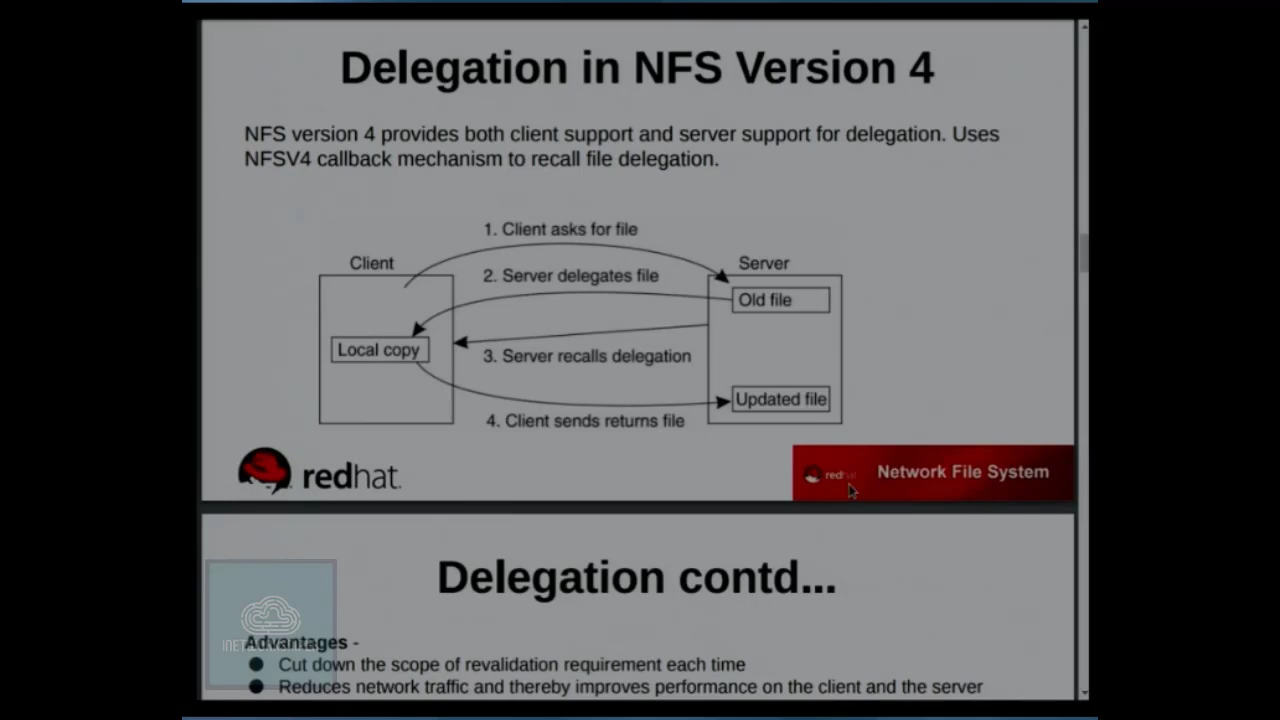 Delegation in NFS Version 4
NFS version 4 provides both client support and server support for delegation. Uses
NFSV4 callback mechanism to recall file delegation.
1. Client asks for file
Client
Server
2. Server delegates file
Old file
Local copy
3. Server recalls delegation
Updated file
4. Client sends returns file
redhat.
redhat
Network File System
Delegation contd...
Advantages -
Cut down the scope of revalidation requirement each time
Reduces network traffic and thereby improves performance on the client and the server